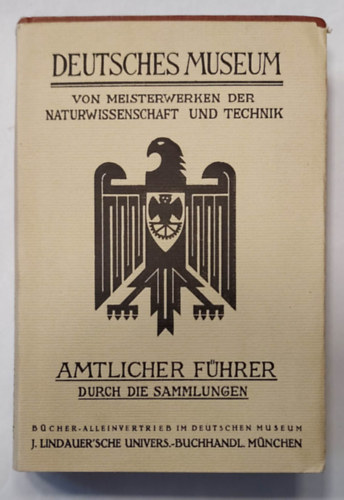 DEUTSCHES MUSEUM
VON MEISTERWERKEN DER
NATURWISSENSCHAFT UND TECHNIK
AMTLICHER FÜHRER
DURCH DIE SAMMLUNGEN
BÜCHER-ALLEINVERTRIEB IM DEUTSCHEN MUSEUM
J. LINDAUER'SCHE UNIVERS.-BUCHHANDL. MÜNCHEN